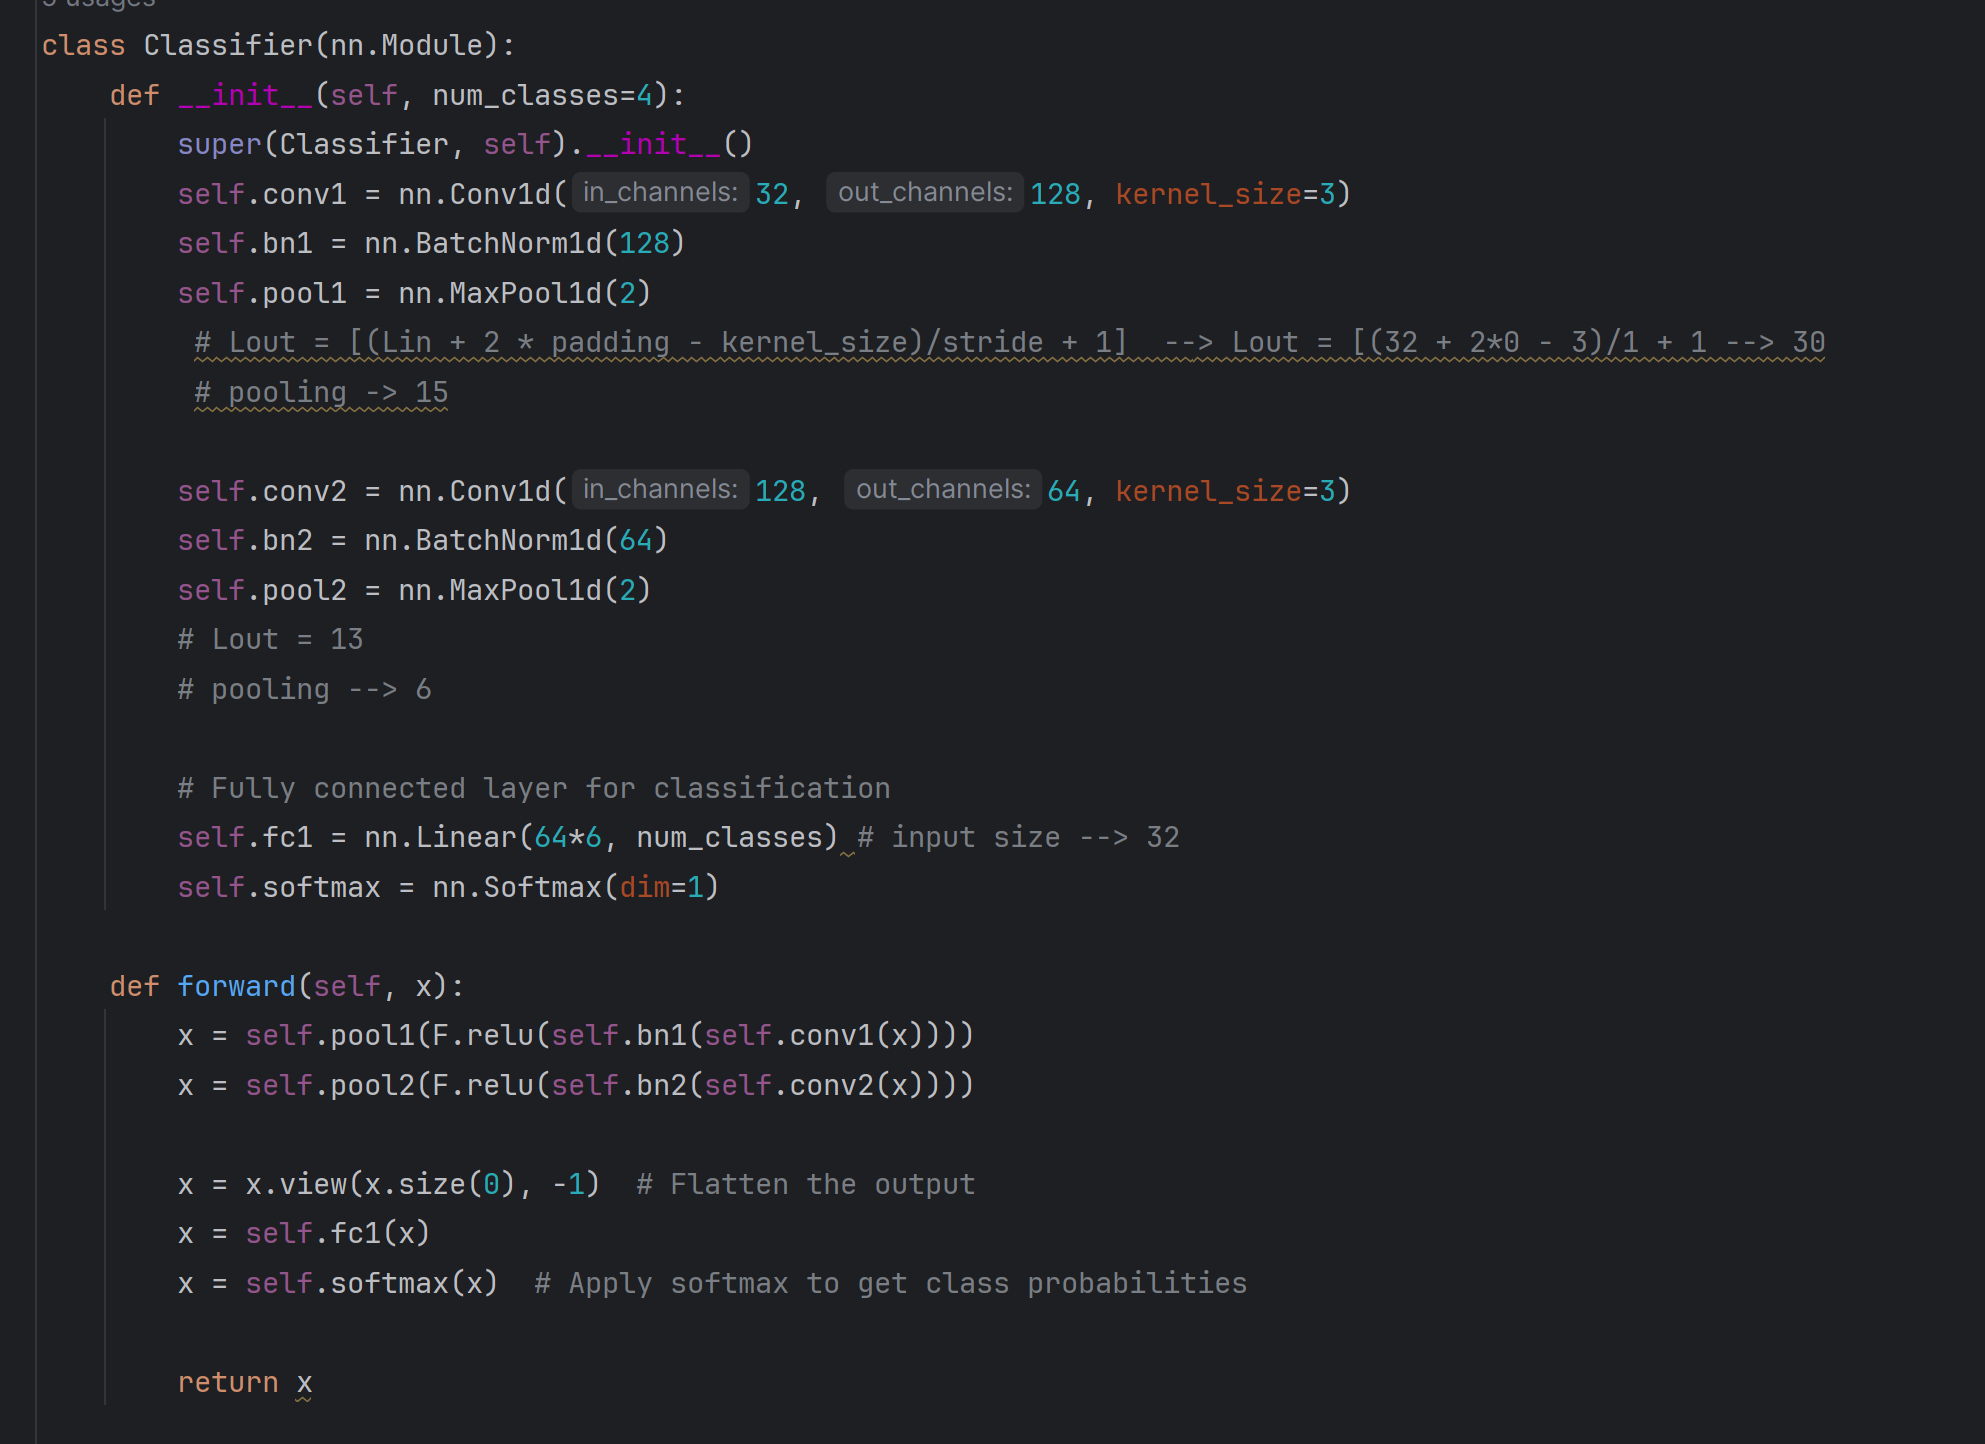 5 usages
class Classifier(nn.Module):
def __init__(self, num_classes=4):
super(Classifier, self).__init__()
self.conv1 = nn.Conv1d(in_channels: 32, out_channels: 128, kernel_size=3)
self.bn1 = nn.BatchNorm1d(128)
self.pool1 = nn.MaxPool1d(2)
# Lout = [(Lin + 2 * padding - kernel_size)/stride + 1]  --> Lout = [(32 + 2*0 - 3)/1 + 1 --> 30
# pooling -> 15
self.conv2 = nn.Conv1d(in_channels: 128, out_channels: 64, kernel_size=3)
self.bn2 = nn.BatchNorm1d(64)
self.pool2 = nn.MaxPool1d(2)
# Lout = 13
# pooling --> 6
# Fully connected layer for classification
self.fc1 = nn.Linear(64*6, num_classes) # input size --> 32
self.softmax = nn.Softmax(dim=1)
def forward(self, x):
x = self.pool1(F.relu(self.bn1(self.conv1(x))))
x = self.pool2(F.relu(self.bn2(self.conv2(x))))
x = x.view(x.size(0), -1)  # Flatten the output
x = self.fc1(x)
x = self.softmax(x)  # Apply softmax to get class probabilities
return x